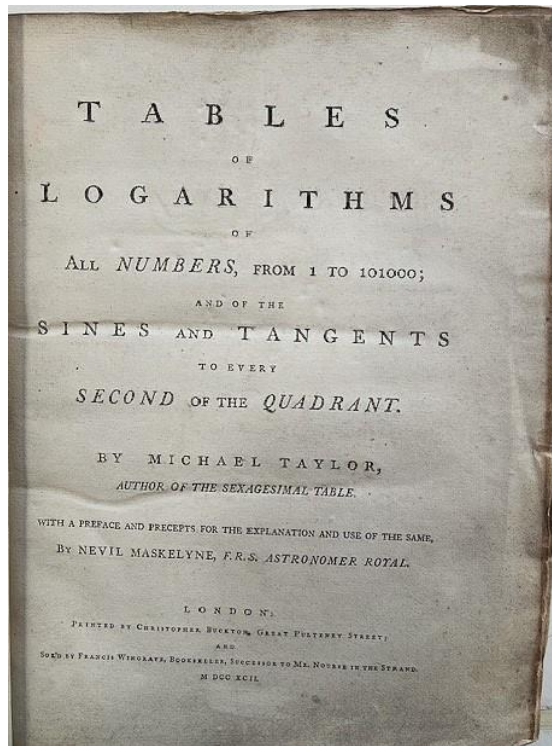 TABLES
OF
LOGARITHMS
OF
ALL NUMBERS, FROM 1 TO 101000;
AND OF THE
SINES AND TANGENTS
TO EVERY
SECOND OF THE QUADRANT.
BY MICHAEL TAYLOR,
AUTHOR OF THE SEXAGESIMAL TABLE.
WITH A PREFACE AND PRECEPTS FOR THE EXPLANATION AND USE OF THE SAME,
BY NEVIL MASKELYNE, F.R.S. ASTRONOMER ROYAL.
LONDON:
PRINTED BY CHRISTOPHER BUCKTON, GREAT PULTENEY STREET;
AND
SOLD BY FRANCIS WINGRAVE, BOOKSELLER, SUCCESSOR TO MR. NOURSE IN THE STRAND.
M DCC XCII.